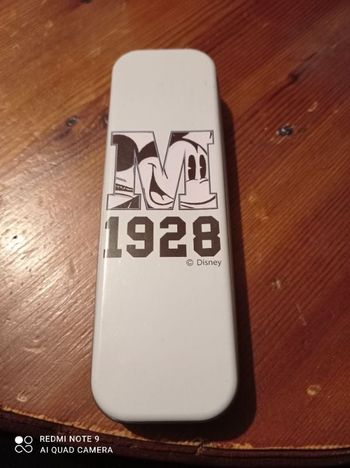 M
1928
© Disney
REDMI NOTE 9
AI QUAD CAMERA